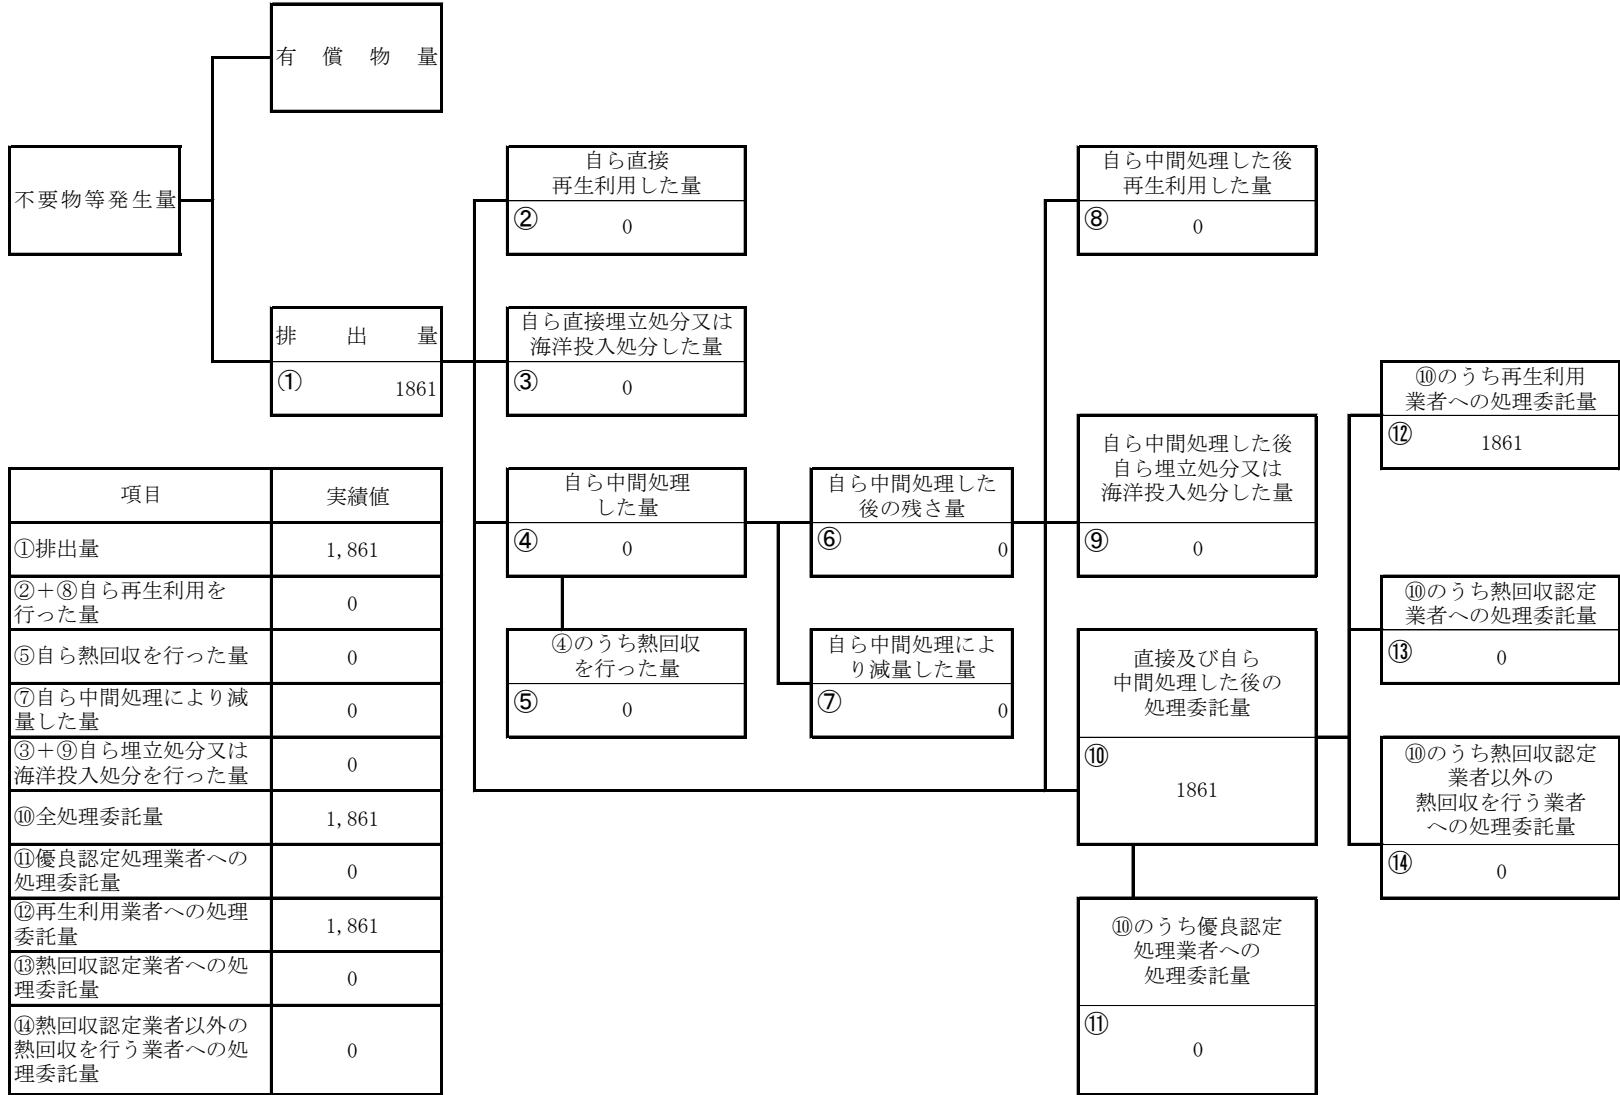 有償物量
不要物等発生量
排出量
① 1861
自ら直接
再生利用した量
② 0
自ら直接埋立処分又は
海洋投入処分した量
③ 0
自ら中間処理
した量
④ 0
④のうち熱回収
を行った量
⑤ 0
自ら中間処理した
後の残さ量
⑥ 0
自ら中間処理によ
り減量した量
⑦ 0
自ら中間処理した後
再生利用した量
⑧ 0
自ら中間処理した後
自ら埋立処分又は
海洋投入処分した量
⑨ 0
直接及び自ら
中間処理した後の
処理委託量
⑩
1861
⑩のうち優良認定
処理業者への
処理委託量
⑪
0
⑩のうち再生利用
業者への処理委託量
⑫ 1861
⑩のうち熱回収認定
業者への処理委託量
⑬ 0
⑩のうち熱回収認定
業者以外の
熱回収を行う業者
への処理委託量
⑭ 0
項目 実績値
①排出量 1,861
②+⑧自ら再生利用を
行った量 0
⑤自ら熱回収を行った量 0
⑦自ら中間処理により減
量した量 0
③+⑨自ら埋立処分又は
海洋投入処分を行った量 0
⑩全処理委託量 1,861
⑪優良認定処理業者への
処理委託量 0
⑫再生利用業者への処理
委託量 1,861
⑬熱回収認定業者への処
理委託量 0
⑭熱回収認定業者以外の
熱回収を行う業者への処
理委託量 0